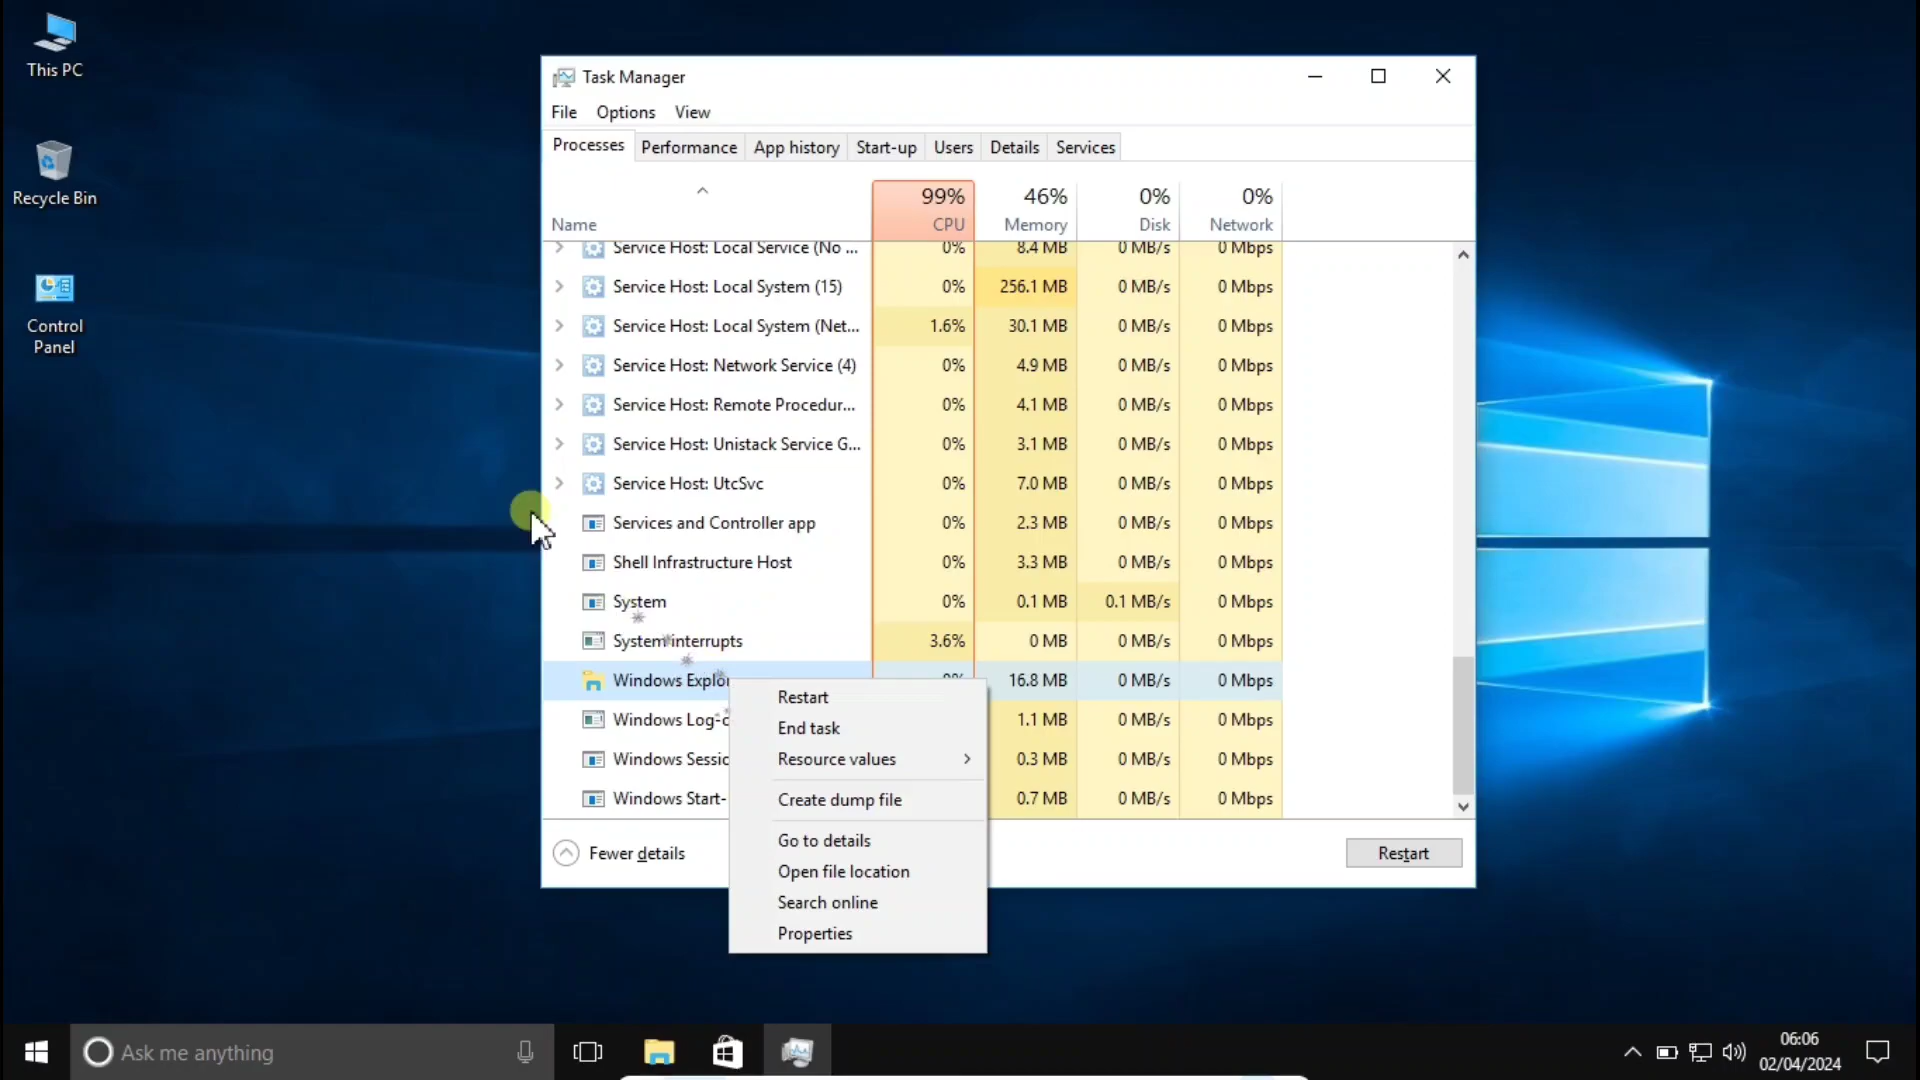 This PC
Recycle Bin
Control
Panel
Task Manager
File Options View
Processes Performance App history Start-up Users Details Services
99% 46% 0% 0%
Name CPU Memory Disk Network
Service Host: Local Service (No ... 0% 8.4 MB 0 MB/s 0 Mbps
Service Host: Local System (15) 0% 256.1 MB 0 MB/s 0 Mbps
Service Host: Local System (Net... 1.6% 30.1 MB 0 MB/s 0 Mbps
Service Host: Network Service (4) 0% 4.9 MB 0 MB/s 0 Mbps
Service Host: Remote Procedur... 0% 4.1 MB 0 MB/s 0 Mbps
Service Host: Unistack Service G... 0% 3.1 MB 0 MB/s 0 Mbps
Service Host: UtcSvc 0% 7.0 MB 0 MB/s 0 Mbps
Services and Controller app 0% 2.3 MB 0 MB/s 0 Mbps
Shell Infrastructure Host 0% 3.3 MB 0 MB/s 0 Mbps
System 0% 0.1 MB 0.1 MB/s 0 Mbps
System interrupts 3.6% 0 MB 0 MB/s 0 Mbps
Windows Explor 16.8 MB 0 MB/s 0 Mbps
Windows Log- 1.1 MB 0 MB/s 0 Mbps
Windows Sessio 0.3 MB 0 MB/s 0 Mbps
Windows Start- 0.7 MB 0 MB/s 0 Mbps
Restart
End task
Resource values
Create dump file
Go to details
Open file location
Search online
Properties
Fewer details Restart
Ask me anything
06:06
02/04/2024